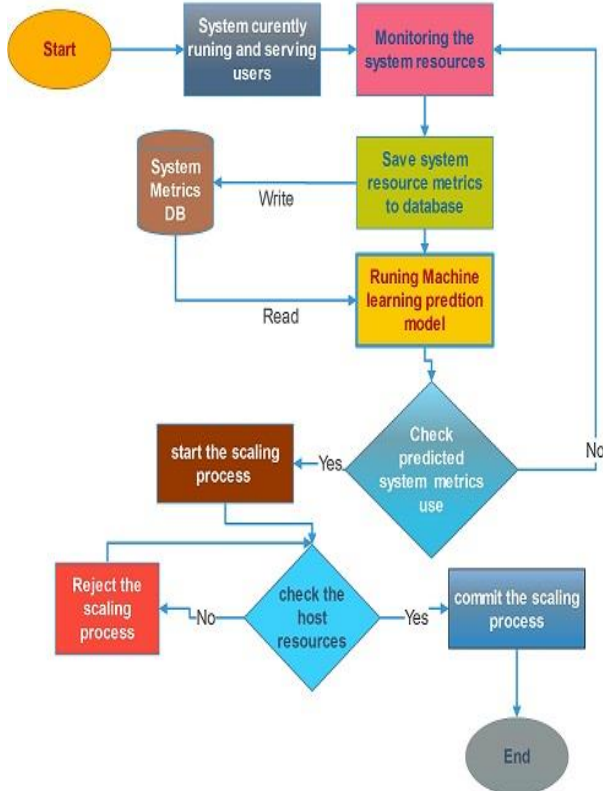 Start
System curently
runing and serving
users
Monitoring the
system resources
System
Metrics
DB
Write
Save system
resource metrics
to database
Read
Runing Machine
learning predtion
model
Check
predicted
system metrics
use
No
Yes
start the scaling
process
Reject the
scaling
process
No
check the
host
resources
Yes
commit the scaling
process
End